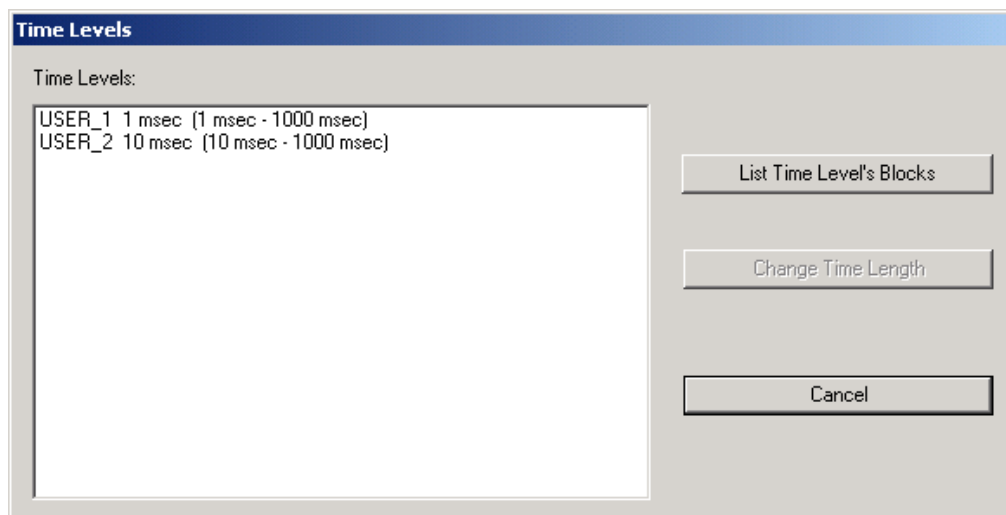 Time Levels
Time Levels:
USER_1 1 msec (1 msec - 1000 msec)
USER_2 10 msec (10 msec - 1000 msec)
List Time Level's Blocks
Change Time Length
Cancel